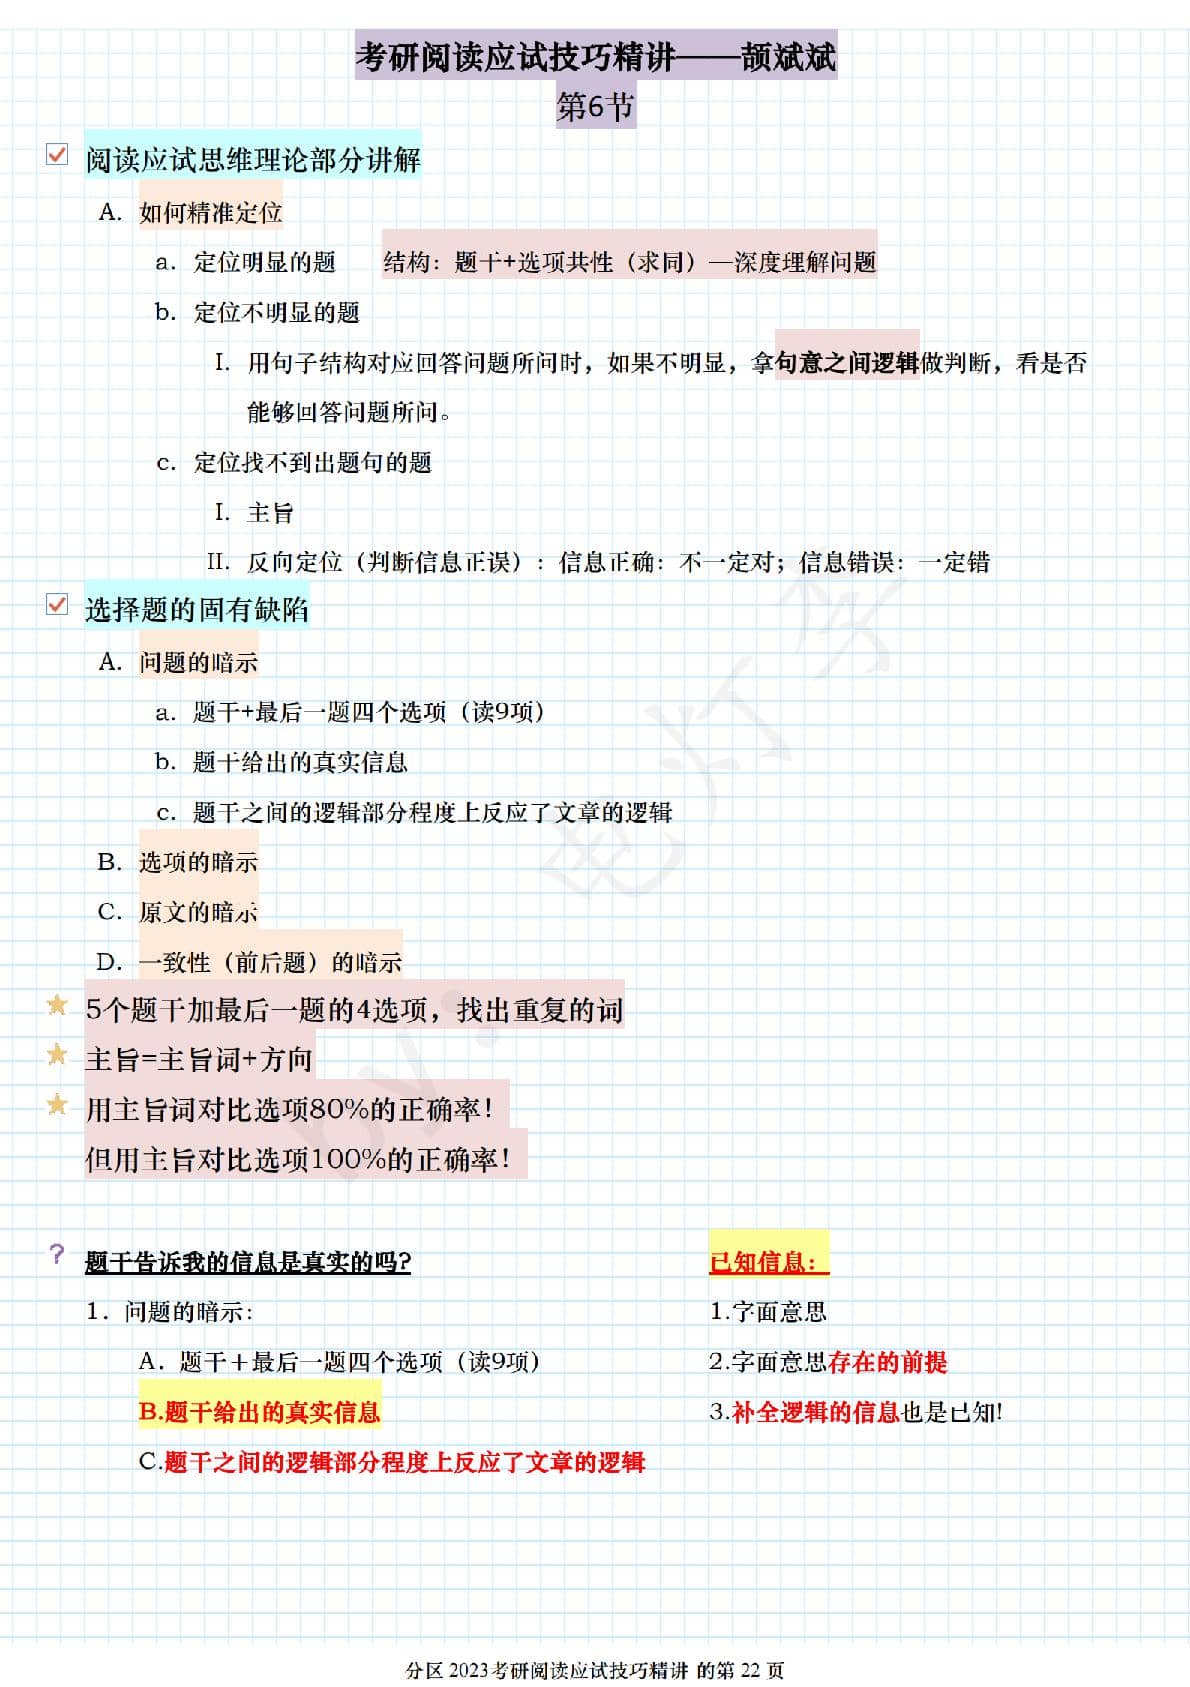 考研阅读应试技巧精讲——颉斌斌
第6节
阅读应试思维理论部分讲解
A. 如何精准定位
a. 定位明显的题 结构：题干+选项共性（求同）—深度理解问题
b. 定位不明显的题
I. 用句子结构对应回答问题所问时，如果不明显，拿句意之间逻辑做判断，看是否
能够回答问题所问。
c. 定位找不到出题句的题
I. 主旨
II. 反向定位（判断信息正误）：信息正确：不一定对；信息错误：一定错
选择题的固有缺陷
A. 问题的暗示
a. 题干+最后一题四个选项（读9项）
b. 题干给出的真实信息
c. 题干之间的逻辑部分程度上反应了文章的逻辑
B. 选项的暗示
C. 原文的暗示
D. 一致性（前后题）的暗示
5个题干加最后一题的4选项，找出重复的词
主旨=主旨词+方向
用主旨词对比选项80%的正确率！
但用主旨对比选项100%的正确率！
? 题干告诉我的信息是真实的吗？ 已知信息：
1. 问题的暗示： 1.字面意思
A. 题干＋最后一题四个选项（读9项） 2.字面意思存在的前提
B.题干给出的真实信息 3.补全逻辑的信息也是已知！
C.题干之间的逻辑部分程度上反应了文章的逻辑
by：电灯李
分区 2023考研阅读应试技巧精讲 的第 22 页